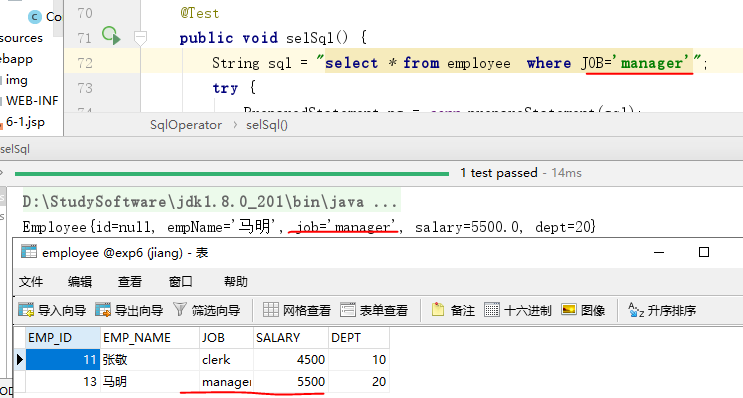 Co
sources
ebapp
img
WEB-INF
6-1.jsp
70 @Test
71 public void selSql() {
72 String sql = "select * from employee where JOB='manager'";
73 try {
SqlOperator selSql()
selSql
1 test passed - 14ms
D:\StudySoftware\jdk1.8.0_201\bin\java ...
Employee{id=null, empName='马明', job='manager', salary=5500.0, dept=20}
employee @exp6 (jiang) - 表
文件 编辑 查看 窗口 帮助
导入向导 导出向导 筛选向导 网格查看 表单查看 备注 十六进制 图像 升序排序
EMP_ID EMP_NAME JOB SALARY DEPT
11 张敬 clerk 4500 10
13 马明 manager 5500 20